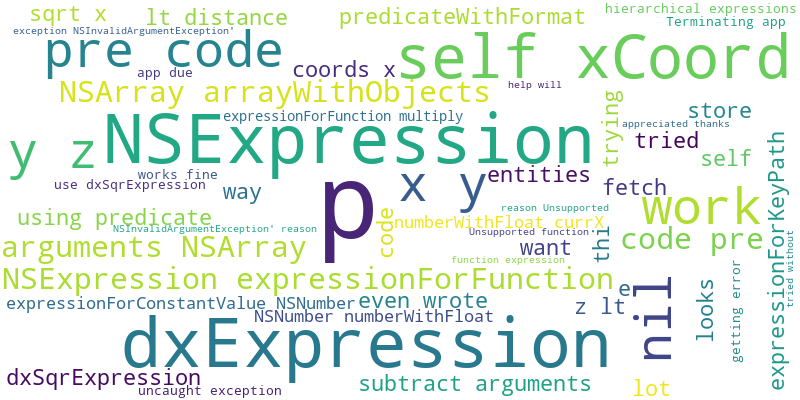 sqrt x
lt distance
predicateWithFormat
hierarchical expressions
Terminating app
exception NSInvalidArgumentException'
pre code
app due
coords x
self xCoord
NSArray arrayWithObjects
help will
expressionForFunction multiply
trying
store
appreciated thanks
y z
NSExpression
tried
self
works fine
use dxSqrExpression
way
p
x y
entities
fetch
using predicate
NSInvalidArgumentException' reason
code
numberWithFloat currX
reason Unsupported
Unsupported function
work
expressionForKeyPath
tried without
arguments NSArray
want
thi
code pre
function expression
NSExpression expressionForFunction
e
nil
looks
getting error
expressionForConstantValue NSNumber
even wrote
z lt
NSNumber numberWithFloat
dxExpression
dxSqrExpression
uncaught exception
subtract arguments
lot